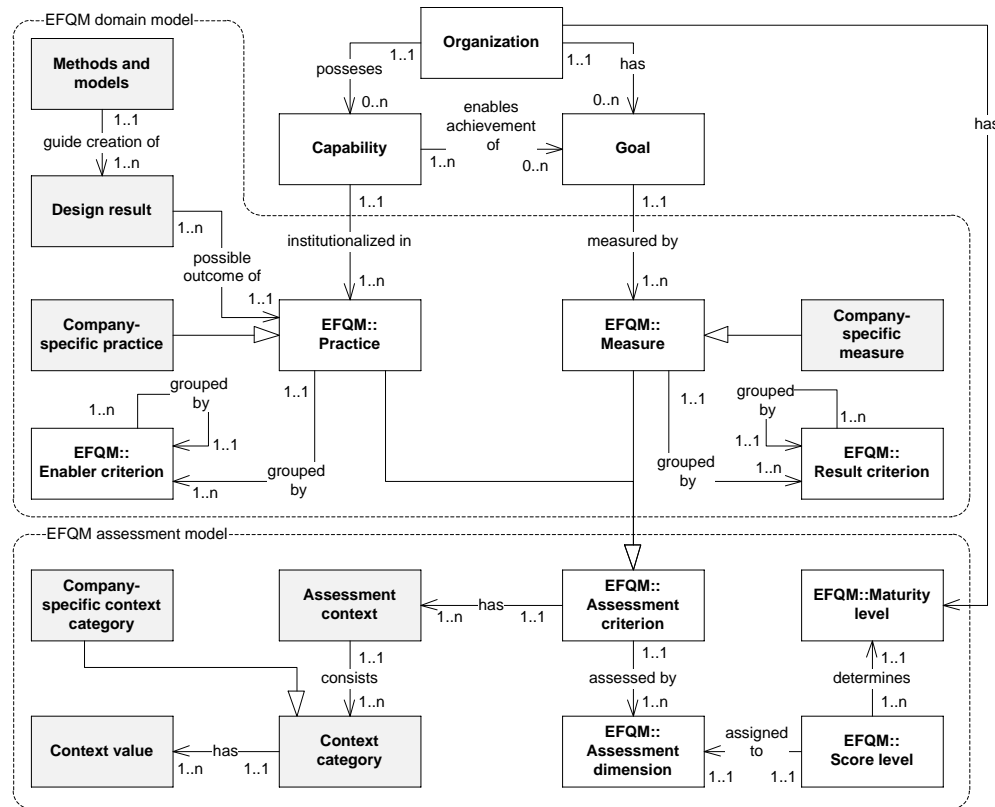 EFQM domain model
Organization
1..1
1..1
posseses
has
0..n
0..n
has
Methods and
models
1..1
guide creation of
1..n
Capability
enables
achievement
of
1..n
0..n
Goal
Design result
1..n
1..1
1..1
institutionalized in
measured by
possible
outcome of
1..1
1..n
1..n
Company-
specific practice
EFQM::
Practice
EFQM::
Measure
Company-
specific
measure
grouped
by
1..n
1..1
1..1
1..1
grouped
by
1..n
1..1
EFQM::
Enabler criterion
grouped
by
1..n
grouped
by
1..n
EFQM::
Result criterion
EFQM assessment model
Company-
specific context
category
Assessment
context
has
1..n
1..1
EFQM::
Assessment
criterion
EFQM::Maturity
level
1..1
consists
1..n
1..1
assessed by
1..n
1..1
determines
1..n
Context value
has
1..n
1..1
Context
category
EFQM::
Assessment
dimension
assigned
to
1..1
1..1
EFQM::
Score level